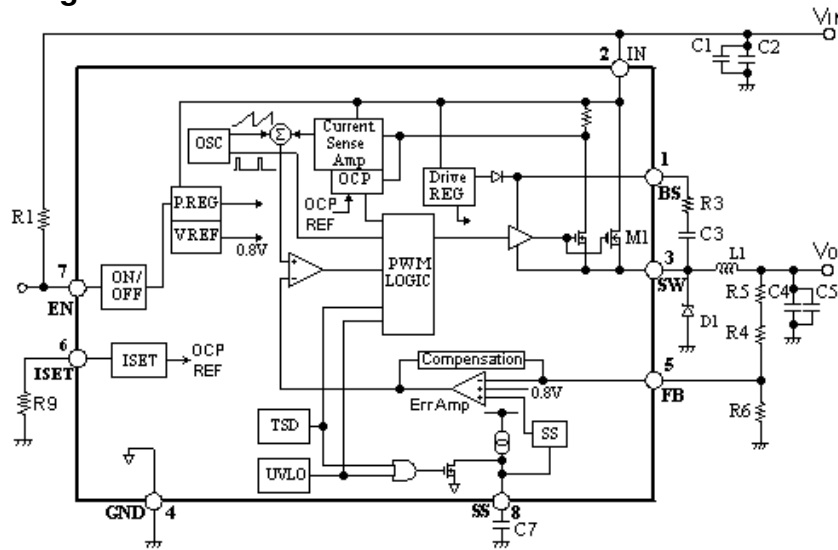 VIN
C1
C2
2
IN
OSC
Σ
Current
Sense
Amp
OCP
1
BS
Drive
REG
R3
R1
P.REG
VREF
0.8V
OCP
REF
C3
M1
L1
VO
7
EN
ON/
OFF
PWM
LOGIC
3
SW
R5
C4
C5
D1
R4
6
ISET
ISET
OCP
REF
Compensation
5
FB
R9
ErrAmp
0.8V
R6
TSD
SS
UVLO
GND
4
SS
8
C7